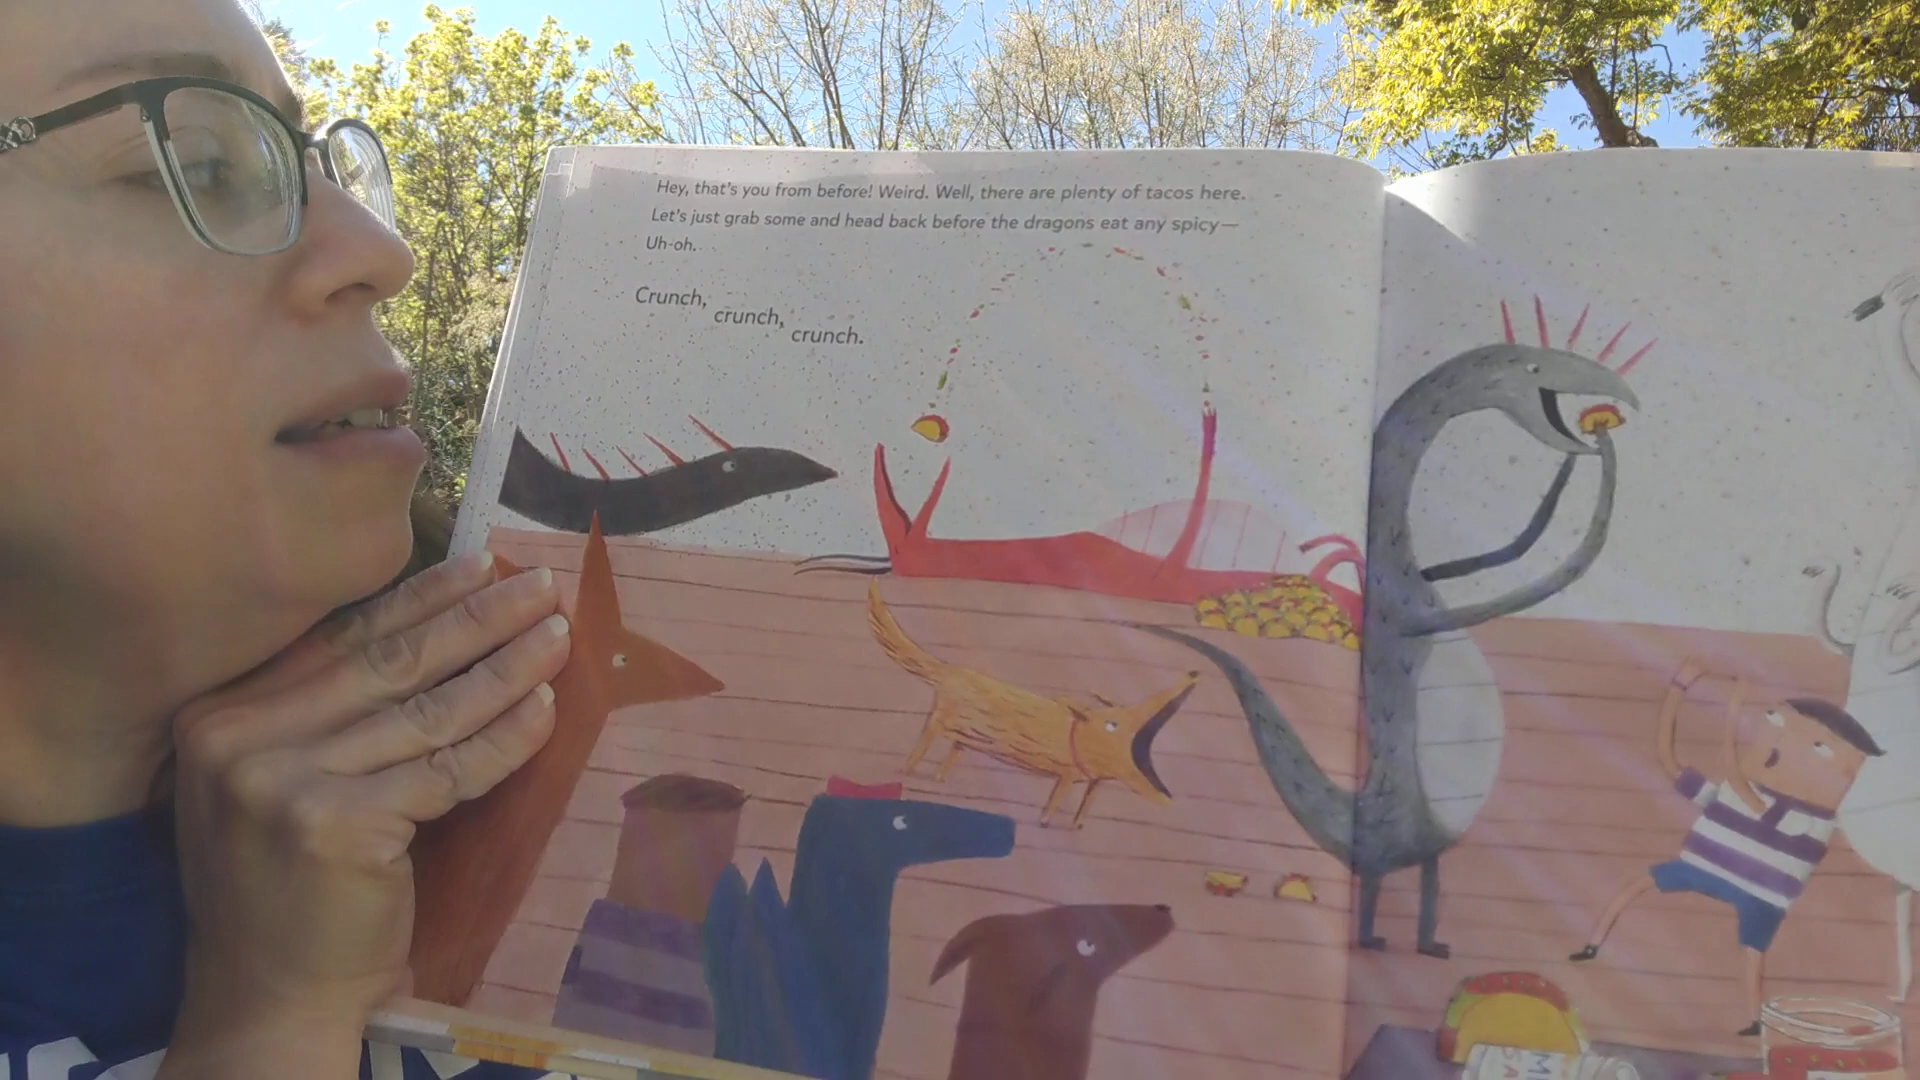 Hey, that's you from before! Weird. Well, there are plenty of tacos here.
Let's just grab some and head back before the dragons eat any spicy—
Uh-oh.
Crunch,
crunch,
crunch.